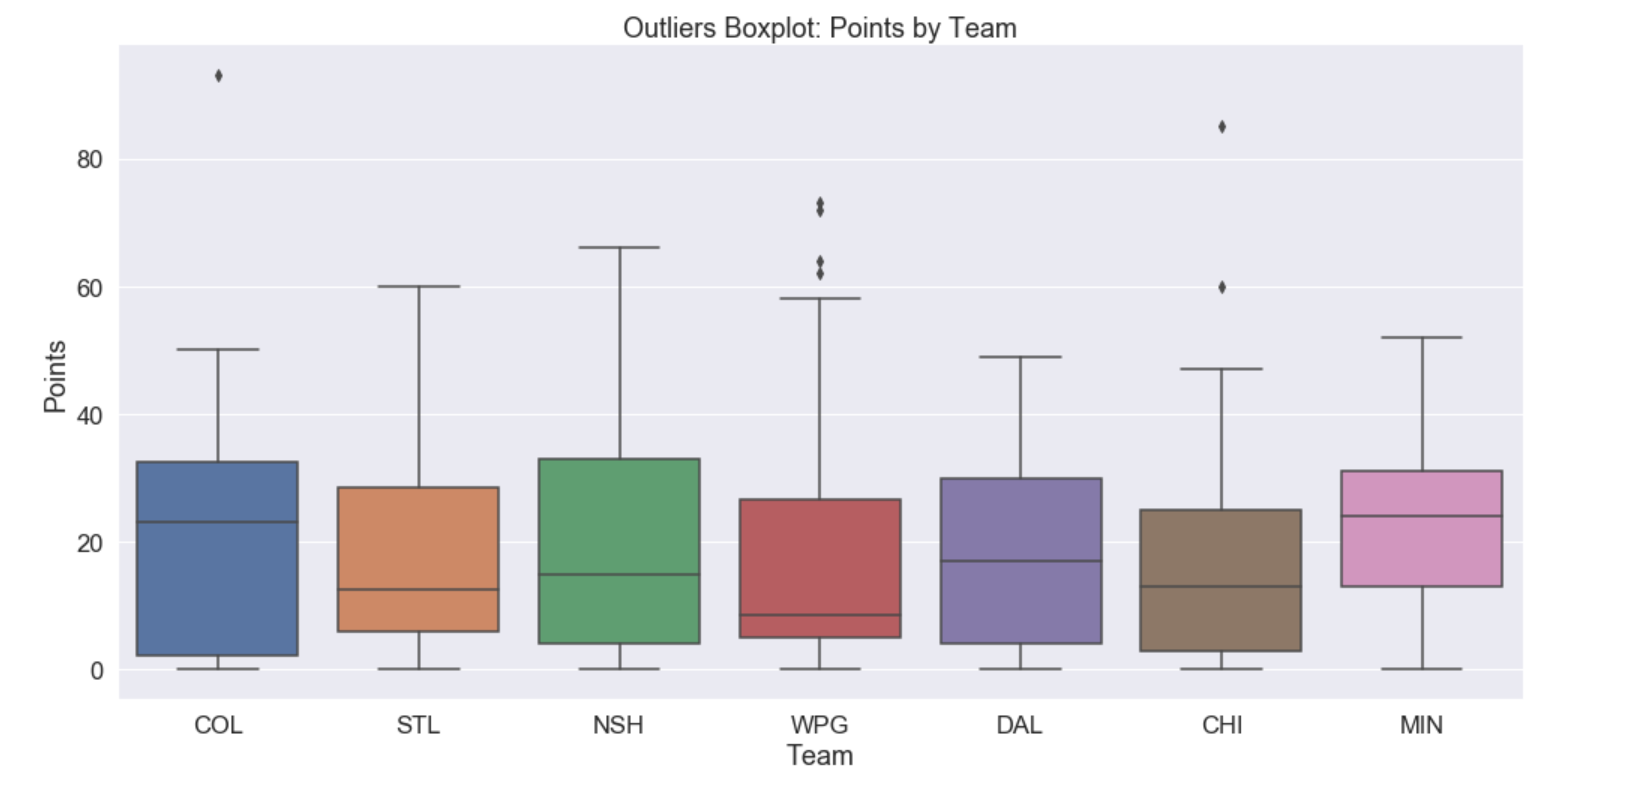 Outliers Boxplot: Points by Team
Points
80
60
40
20
0
COL STL NSH WPG DAL CHI MIN
Team